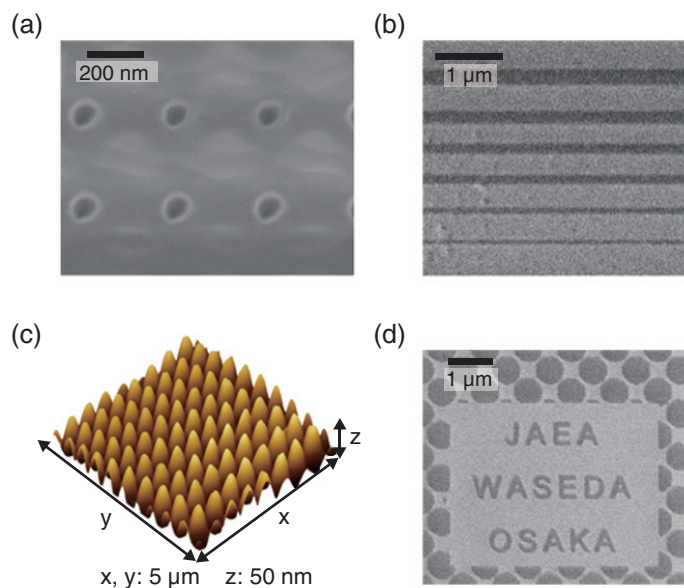 (a)
200 nm
(b)
1 µm
(c)
z
y
x
x, y: 5 µm z: 50 nm
(d)
1 µm
JAEA
WASEDA
OSAKA